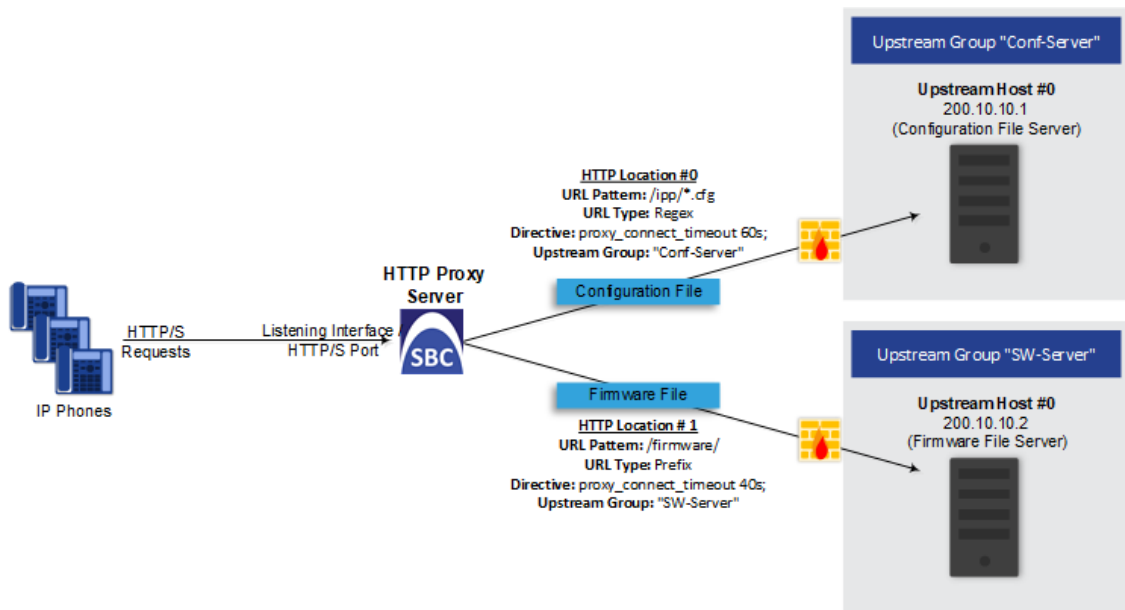 Upstream Group "Conf-Server"
Upstream Host #0
200.10.10.1
(Configuration File Server)
HTTP Location #0
URL Pattern: /ipp/*.cfg
URL Type: Regex
Directive: proxy_connect_timeout 60s;
Upstream Group: "Conf-Server"
Configuration File
HTTP Proxy
Server
HTTP/S
Requests
Listening Interface /
HTTP/S Port
SBC
IP Phones
Firmware File
HTTP Location # 1
URL Pattern: /firmware/
URL Type: Prefix
Directive: proxy_connect_timeout 40s;
Upstream Group: "SW-Server"
Upstream Group "SW-Server"
Upstream Host #0
200.10.10.2
(Firmware File Server)